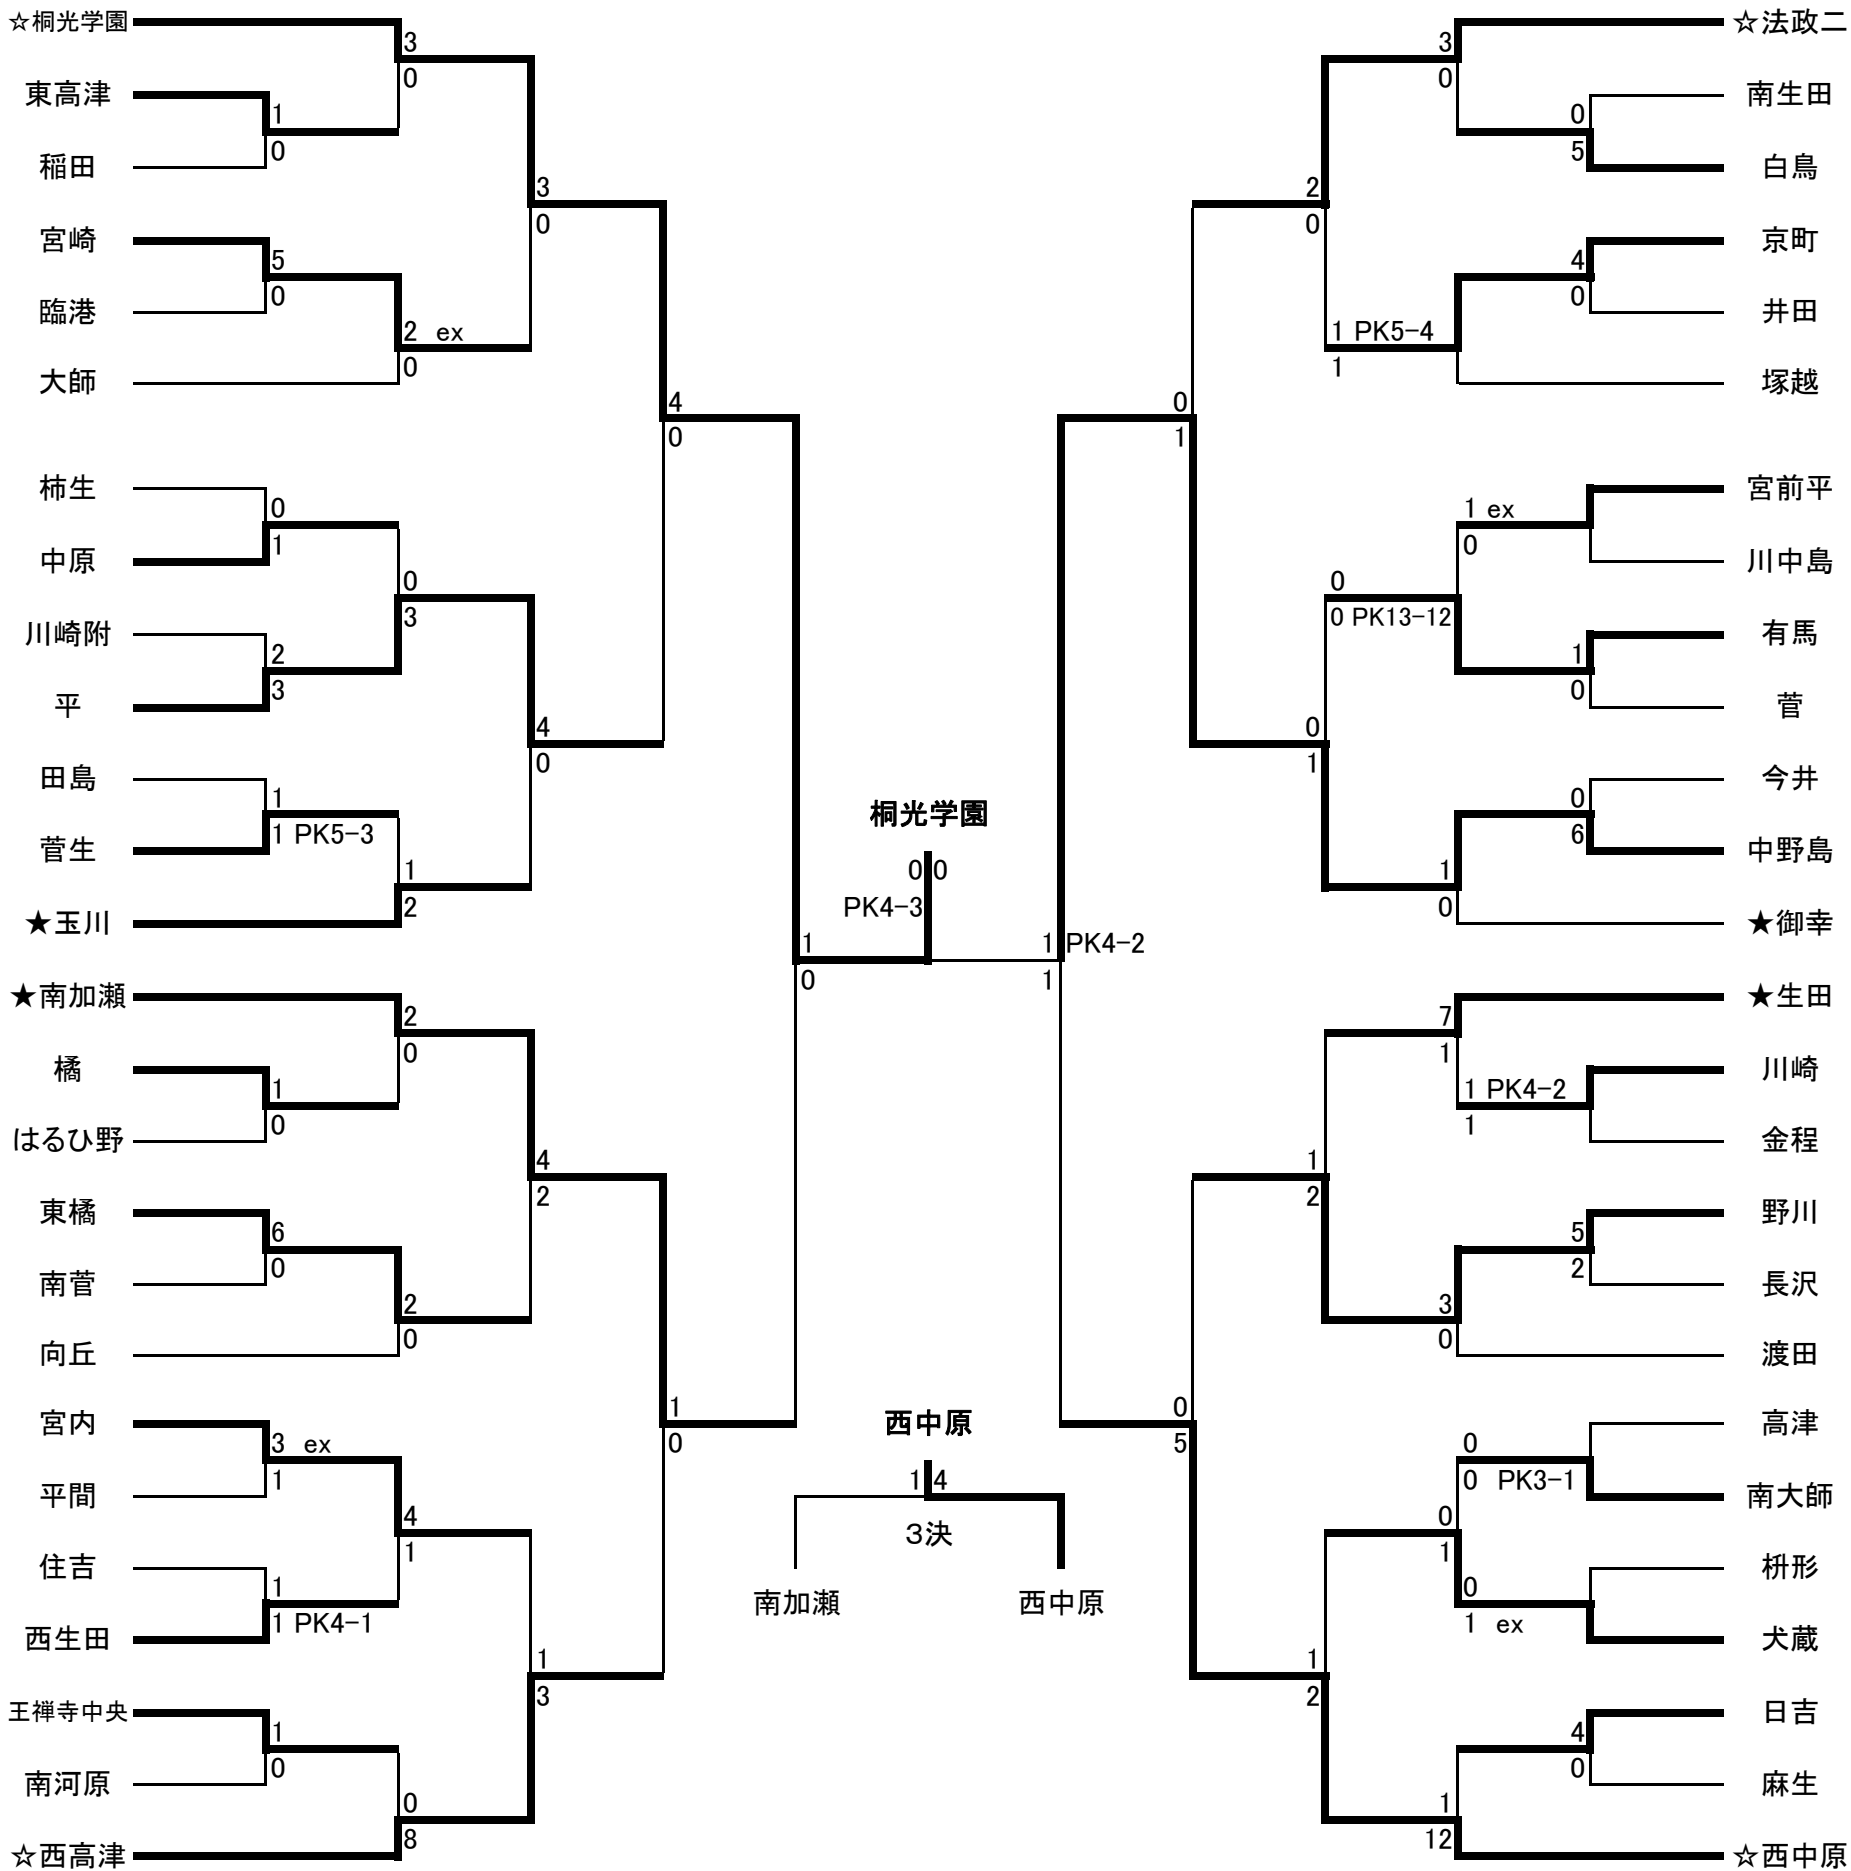 ☆桐光学園
3
0
東高津
1
0
稲田
3
0
宮崎
5
0
臨港
2 ex
0
大師
4
0
柿生
0
1
中原
0
3
川崎附
2
3
平
4
0
田島
1
1 PK5-3
菅生
1
2
★玉川
1
0
★南加瀬
2
0
橘
1
0
はるひ野
4
2
東橘
6
0
南菅
2
0
向丘
1
0
宮内
3 ex
1
平間
4
1
住吉
1
1 PK4-1
西生田
1
3
王禅寺中央
1
0
南河原
0
8
☆西高津
桐光学園
0 0
PK4-3
西中原
1 4
3決
南加瀬
西中原
☆法政二
3
0
南生田
0
5
白鳥
2
0
京町
4
0
井田
1 PK5-4
1
塚越
0
1
宮前平
1 ex
0
川中島
0
0 PK13-12
有馬
1
0
菅
0
1
今井
0
6
中野島
1
0
★御幸
1 PK4-2
1
★生田
7
1
川崎
1 PK4-2
1
金程
1
2
野川
5
2
長沢
3
0
渡田
0
5
高津
0
0 PK3-1
南大師
0
1
枡形
0
1 ex
犬蔵
1
2
日吉
4
0
麻生
1
12
☆西中原